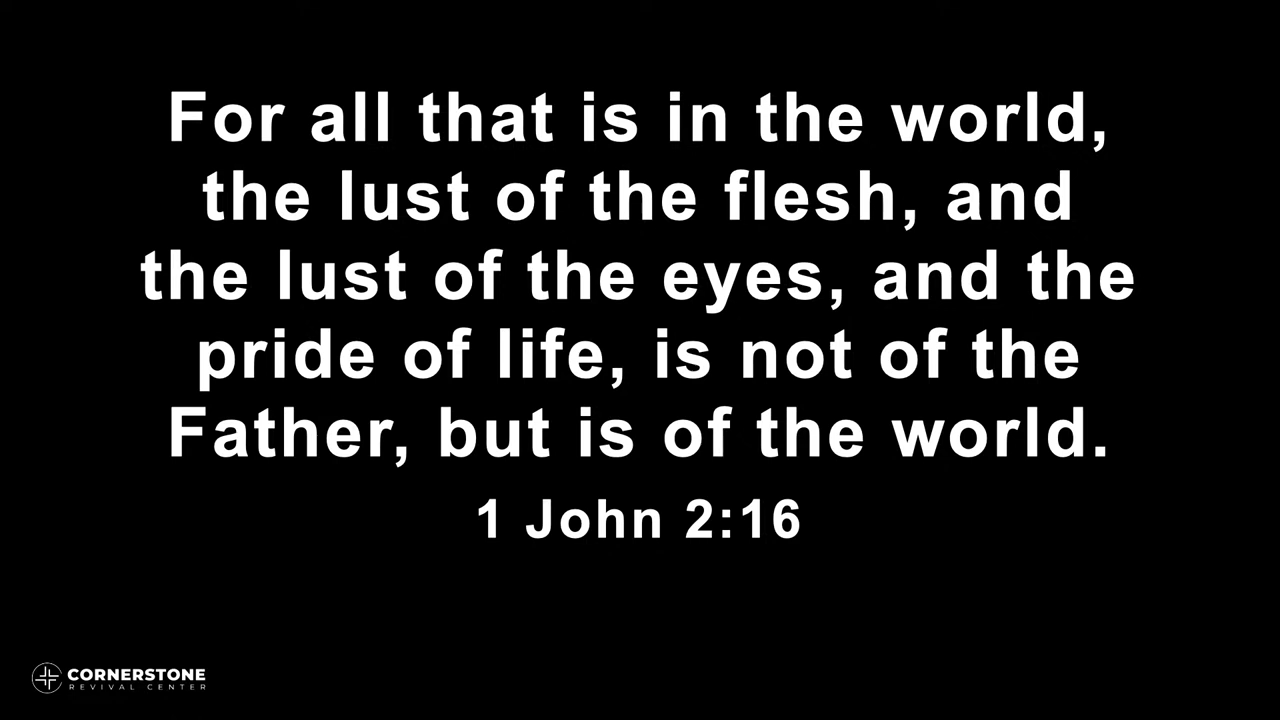 For all that is in the world,
the lust of the flesh, and
the lust of the eyes, and the
pride of life, is not of the
Father, but is of the world.
1 John 2:16
CORNERSTONE
REVIVAL CENTER